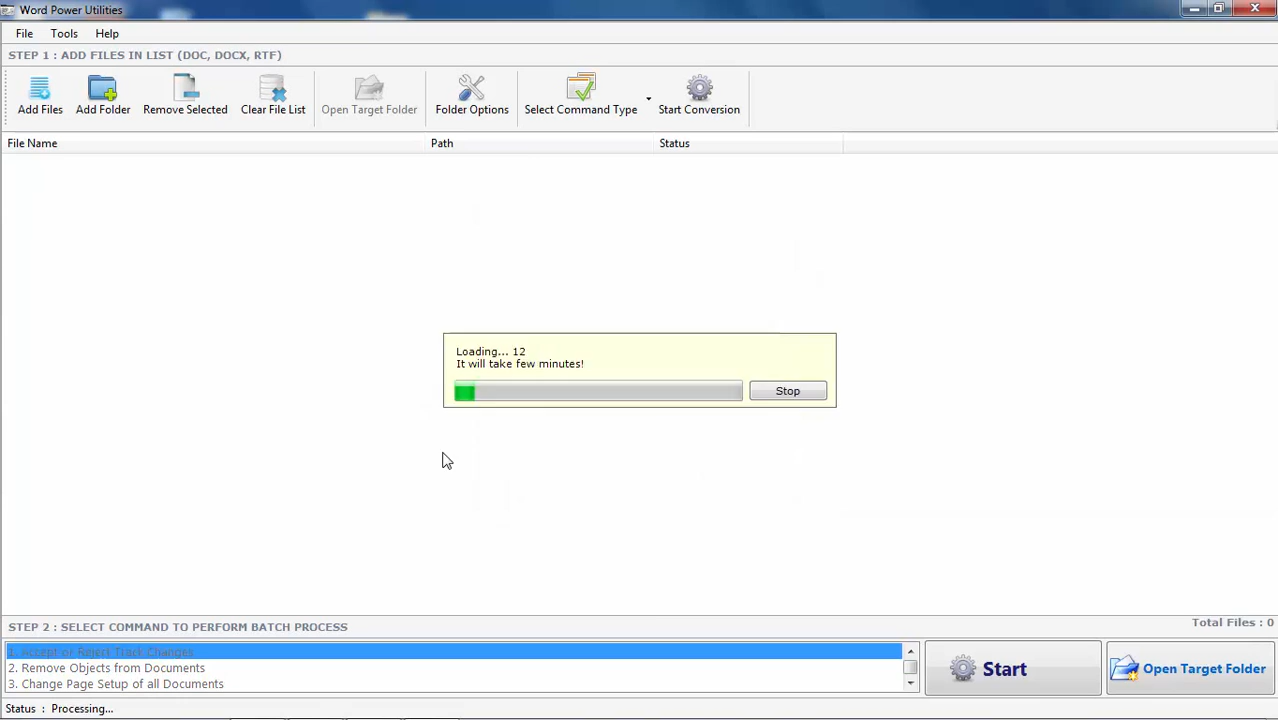 Word Power Utilities
File Tools Help
STEP 1 : ADD FILES IN LIST (DOC, DOCX, RTF)
Add Files Add Folder Remove Selected Clear File List Open Target Folder Folder Options Select Command Type Start Conversion
File Name Path Status
Loading... 12
It will take few minutes!
Stop
STEP 2 : SELECT COMMAND TO PERFORM BATCH PROCESS Total Files : 0
1. Accept or Reject Track Changes
2. Remove Objects from Documents
3. Change Page Setup of all Documents
Start Open Target Folder
Status : Processing...